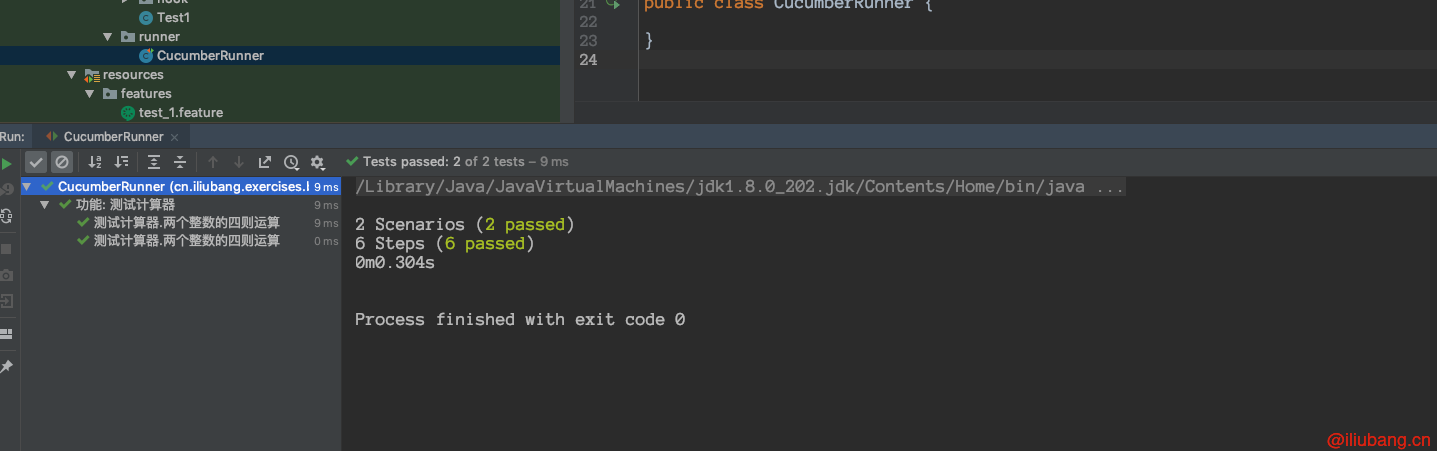 hook
Test1
runner
CucumberRunner
resources
features
test_1.feature
21 public class CucumberRunner {
22
23 }
24
Run: CucumberRunner
Tests passed: 2 of 2 tests – 9 ms
CucumberRunner (cn.iliubang.exercises.l 9 ms
功能: 测试计算器 9 ms
测试计算器.两个整数的四则运算 9 ms
测试计算器.两个整数的四则运算 0 ms
/Library/Java/JavaVirtualMachines/jdk1.8.0_202.jdk/Contents/Home/bin/java ...
2 Scenarios (2 passed)
6 Steps (6 passed)
0m0.304s
Process finished with exit code 0
@iliubang.cn